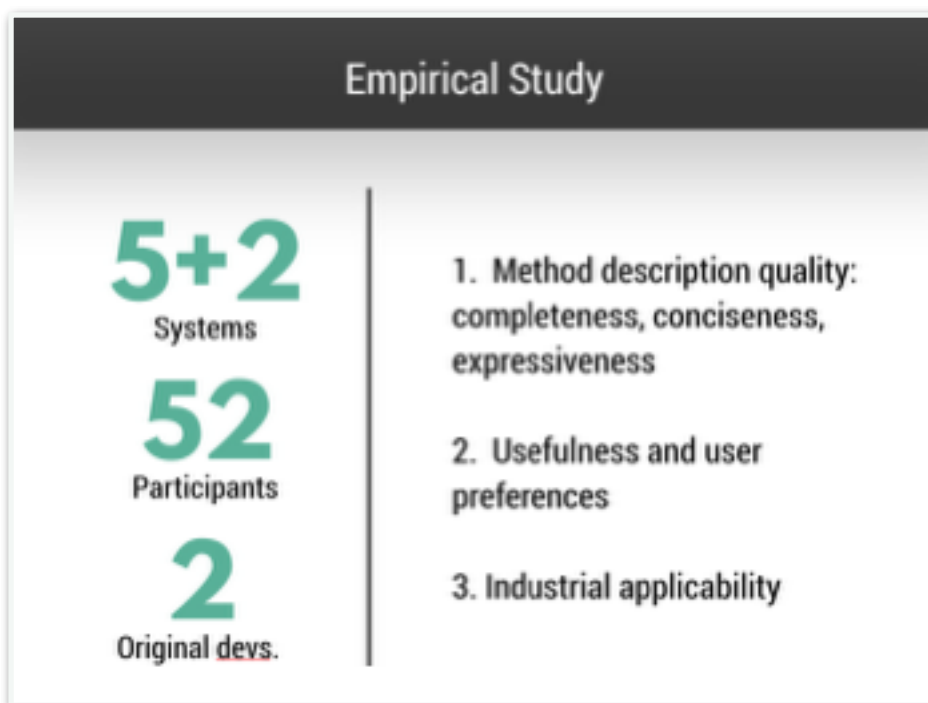 Empirical Study
5+2
Systems
52
Participants
2
Original devs.
1. Method description quality:
completeness, conciseness,
expressiveness
2. Usefulness and user
preferences
3. Industrial applicability